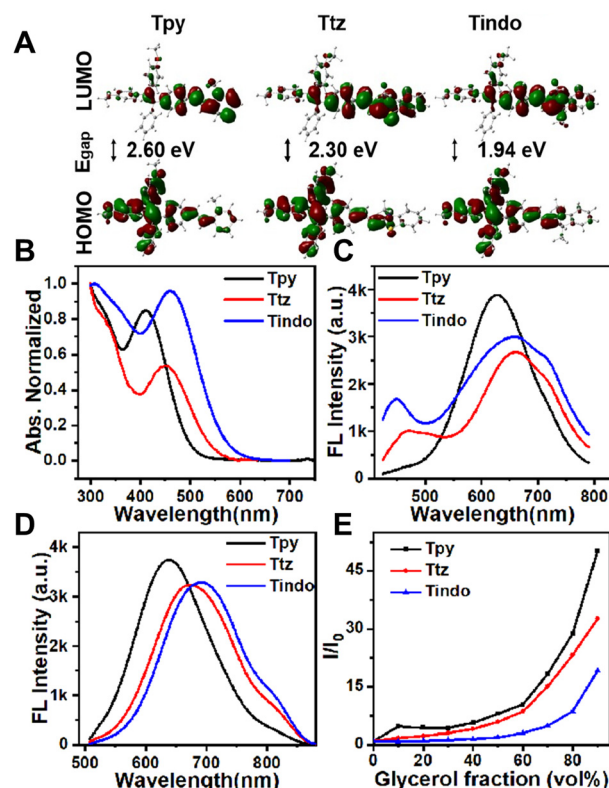 A
Tpy Ttz Tindo
LUMO
Egap
2.60 eV 2.30 eV 1.94 eV
HOMO
B
Abs. Normalized
1.0
0.8
0.6
0.4
0.2
0.0
Tpy
Ttz
Tindo
300 400 500 600 700
Wavelength(nm)
C
FL Intensity (a.u.)
4k
3k
2k
1k
0
Tpy
Ttz
Tindo
500 600 700 800
Wavelength(nm)
D
FL Intensity (a.u.)
4k
3k
2k
1k
0
Tpy
Ttz
Tindo
500 600 700 800
Wavelength(nm)
E
I/I0
45
30
15
0
Tpy
Ttz
Tindo
0 20 40 60 80
Glycerol fraction (vol%)